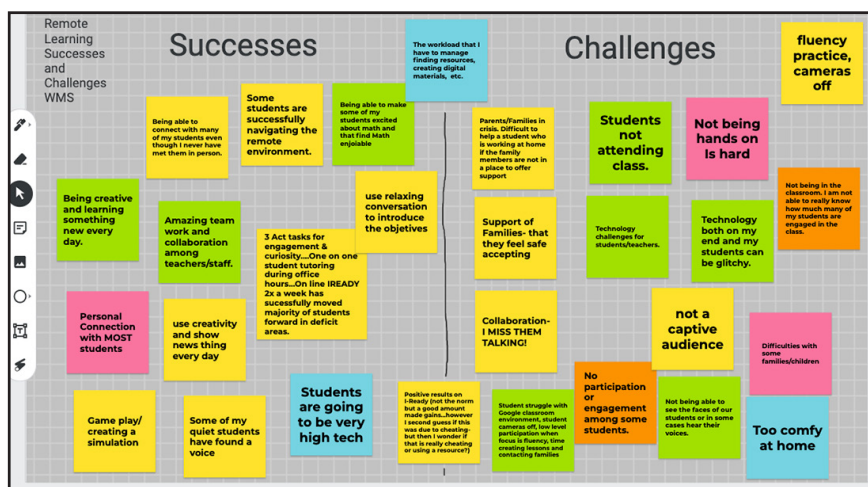 Remote
Learning
Successes
and
Challenges
WMS
Successes
Challenges
The workload that I
have to manage
finding resources,
creating digital
materials, etc.
fluency
practice,
cameras
off
Being able to
connect with many
of my students even
though I never have
met them in person.
Some
students are
successfully
navigating the
remote
environment.
Being able to make
some of my
students excited
about math and
that find Math
enjoiable
Parents/Families in
crisis. Difficult to
help a student who
is working at home
if the family
members are not in
a place to offer
support
Students
not
attending
class.
Not being
hands on
Is hard
Being creative
and learning
something
new every
day.
Amazing team
work and
collaboration
among
teachers/staff.
3 Act tasks for
engagement &
curiosity....One on one
student tutoring
during office
hours...On line IREADY
2x a week has
sucessfully moved
majority of students
forward in deficit
areas.
use relaxing
conversation
to introduce
the objetives
Support of
Families- that
they feel safe
accepting
Technology
challenges for
students/teachers.
Technology
both on my
end and my
students can
be glitchy.
Not being in the
classroom. I am not
able to really know
how much many of
my students are
engaged in the
class.
Personal
Connection
with MOST
students
use creativity
and show
news thing
every day
Collaboration-
I MISS THEM
TALKING!
not a
captive
audience
Difficulties with
some
families/children
Game play/
creating a
simulation
Some of my
quiet students
have found a
voice
Students
are going
to be very
high tech
Positive results on
I-Ready (not the norm
but a good amount
made gains...however
I second guess if this
was due to cheating-
but then I wonder if
that is really cheating
or using a resource?)
Student struggle with
Google classroom
environment, student
cameras off, low level
participation when
focus is fluency, time
creating lessons and
contacting families
No
participation
or
engagement
among some
students.
Not being able to
see the faces of our
students or in some
cases hear their
voices.
Too comfy
at home